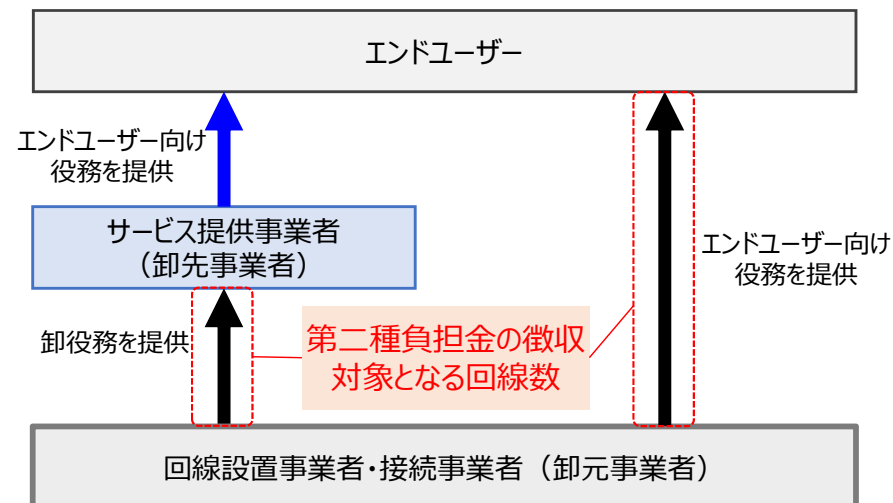 エンドユーザー
エンドユーザー向け
役務を提供
サービス提供事業者
（卸先事業者）
エンドユーザー向け
役務を提供
卸役務を提供
第二種負担金の徴収
対象となる回線数
回線設置事業者・接続事業者（卸元事業者）